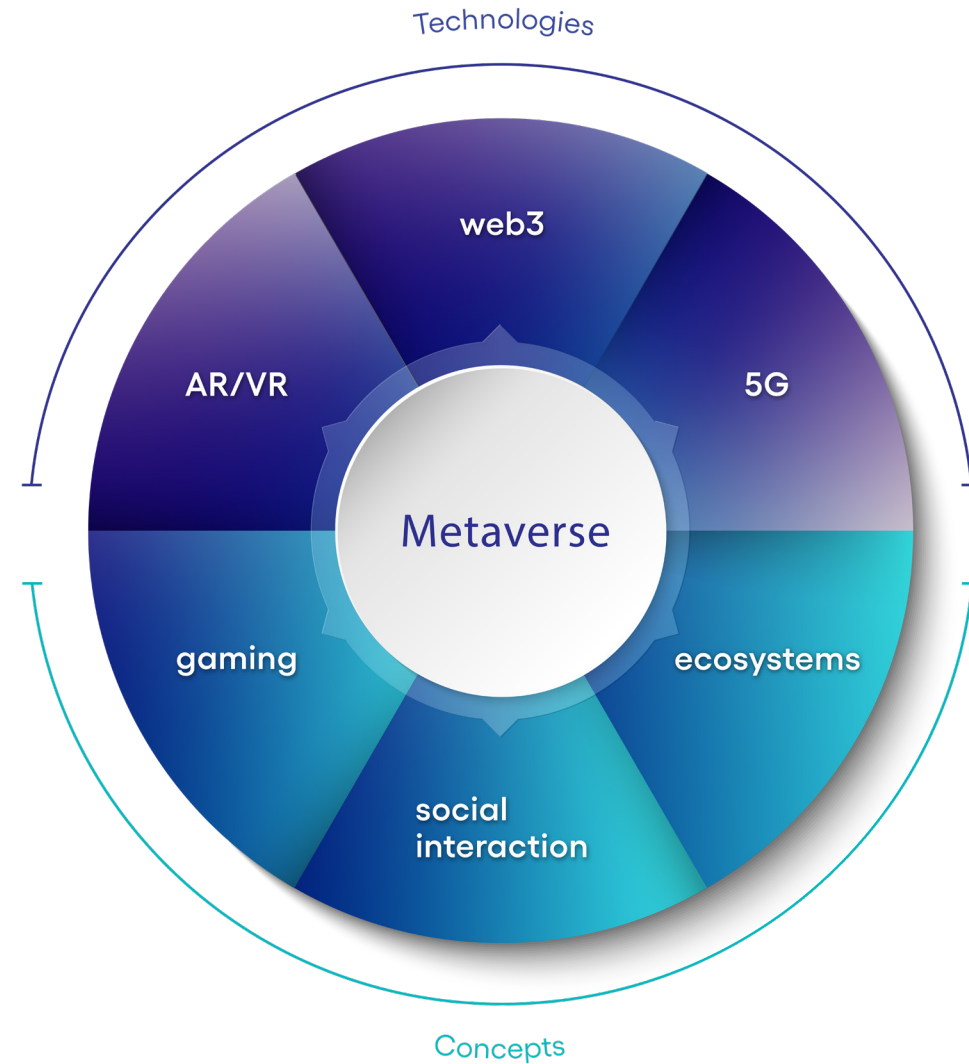 Technologies
web3
AR/VR
5G
Metaverse
gaming
ecosystems
social
interaction
Concepts